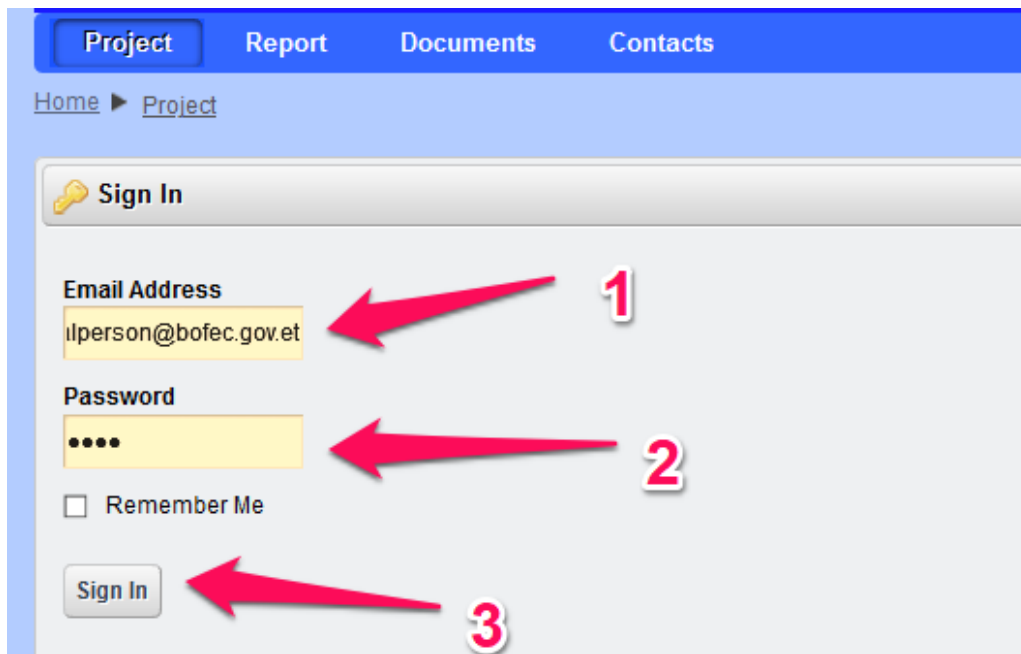 Project Report Documents Contacts
Home ▶ Project
Sign In
Email Address
1
ılperson@bofec.gov.et
Password
••••
2
Remember Me
Sign In
3